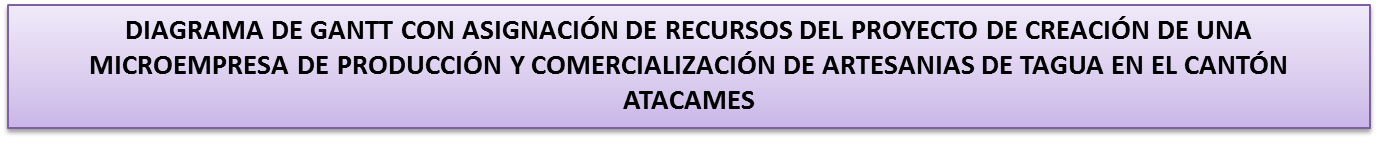 DIAGRAMA DE GANTT CON ASIGNACIÓN DE RECURSOS DEL PROYECTO DE CREACIÓN DE UNA
MICROEMPRESA DE PRODUCCIÓN Y COMERCIALIZACIÓN DE ARTESANIAS DE TAGUA EN EL CANTÓN
ATACAMES